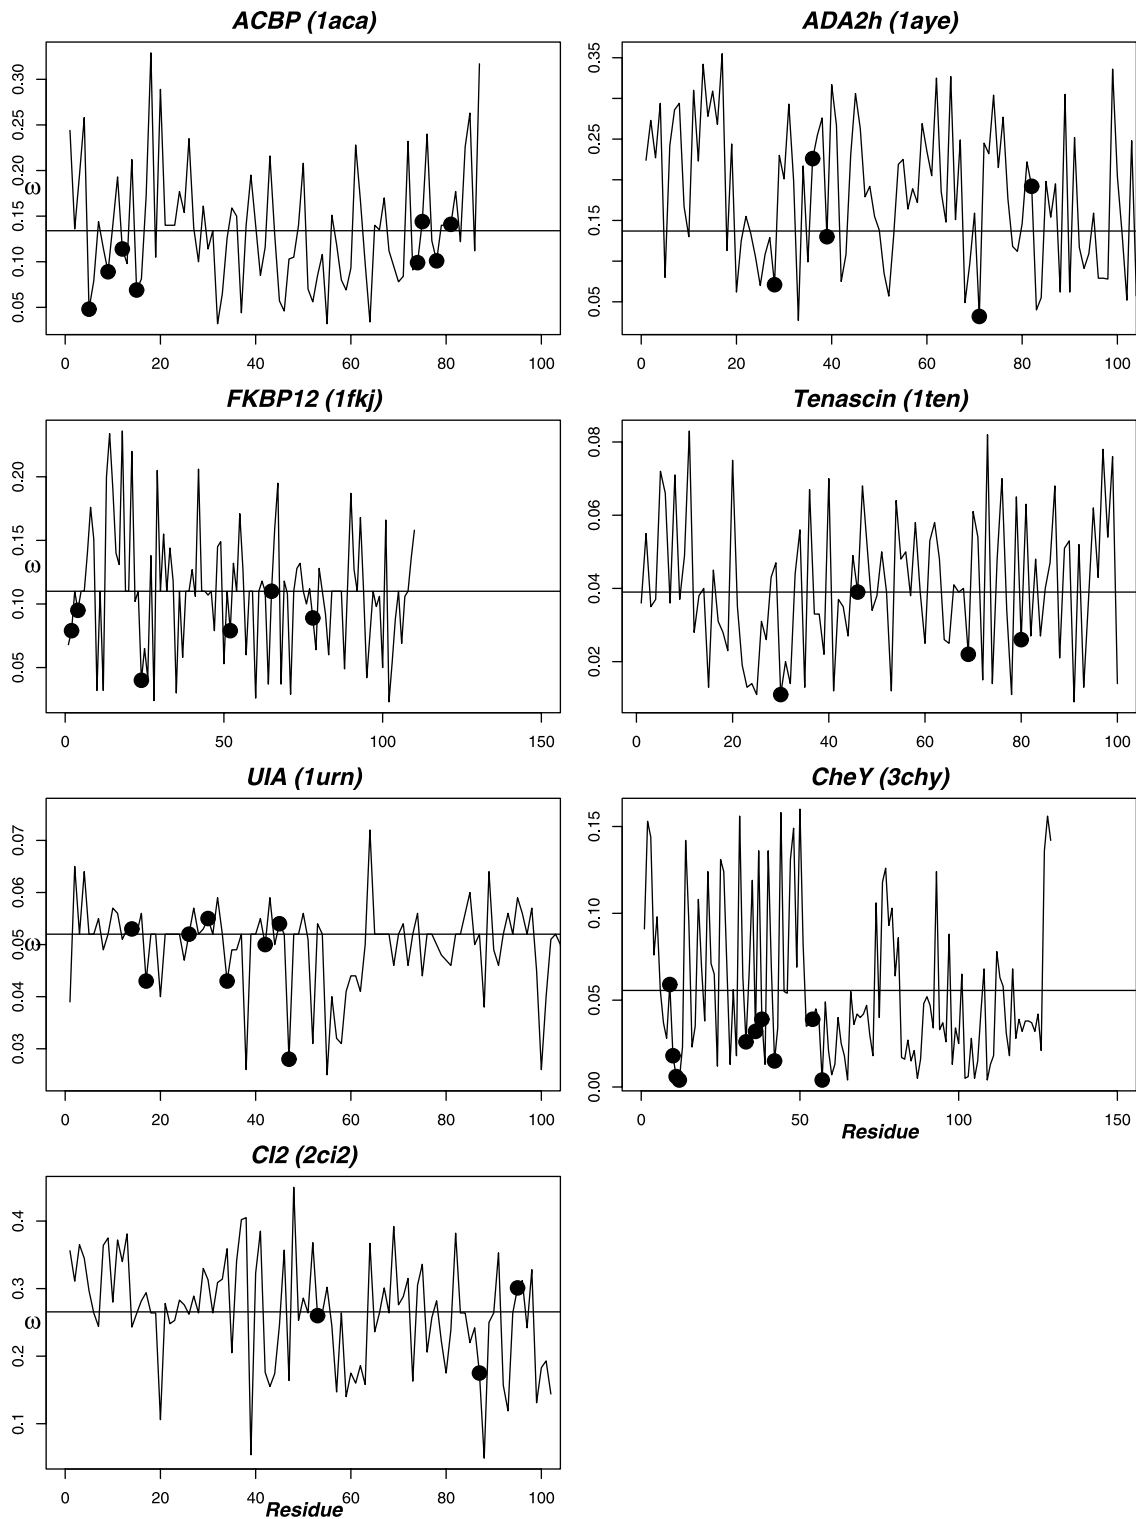 ACBP (1aca)
ω
0.05 0.10 0.15 0.20 0.25 0.30
0 20 40 60 80 100
ADA2h (1aye)
0.05 0.15 0.25 0.35
0 20 40 60 80 100
FKBP12 (1fkj)
ω
0.05 0.10 0.15 0.20
0 50 100 150
Tenascin (1ten)
0.02 0.04 0.06 0.08
0 20 40 60 80 100
UIA (1urn)
ω
0.03 0.04 0.05 0.06 0.07
0 20 40 60 80 100
CheY (3chy)
0.00 0.05 0.10 0.15
0 50 100 150
Residue
CI2 (2ci2)
ω
0.1 0.2 0.3 0.4
0 20 40 60 80 100
Residue